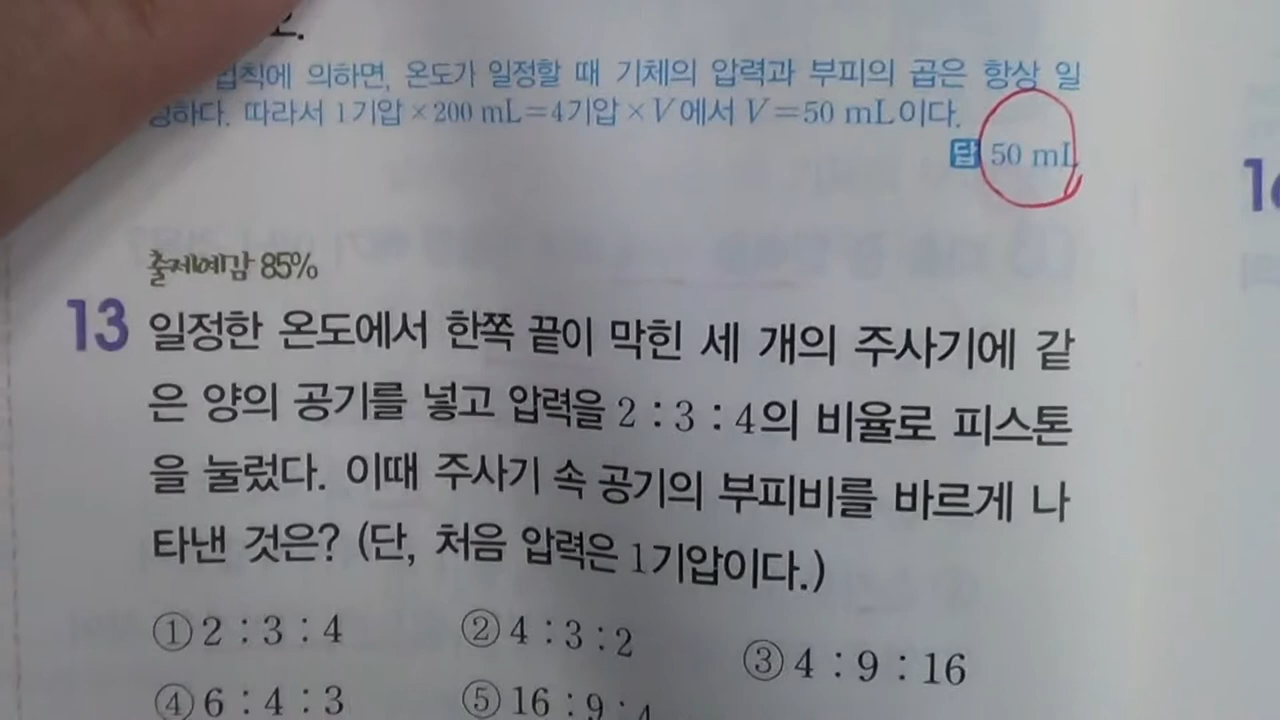 법칙에 의하면, 온도가 일정할 때 기체의 압력과 부피의 곱은 항상 일
정하다. 따라서 1기압×200 mL=4기압×V에서 V=50 mL이다.
답 50 mL
출제예감 85%
13 일정한 온도에서 한쪽 끝이 막힌 세 개의 주사기에 같
은 양의 공기를 넣고 압력을 2 : 3 : 4의 비율로 피스톤
을 눌렀다. 이때 주사기 속 공기의 부피비를 바르게 나
타낸 것은? (단, 처음 압력은 1기압이다.)
① 2 : 3 : 4 ② 4 : 3 : 2 ③ 4 : 9 : 16
④ 6 : 4 : 3 ⑤ 16 : 9 : 4